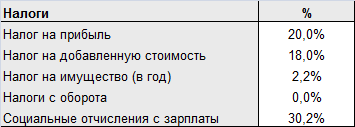 Налоги %
Налог на прибыль 20,0%
Налог на добавленную стоимость 18,0%
Налог на имущество (в год) 2,2%
Налоги с оборота 0,0%
Социальные отчисления с зарплаты 30,2%